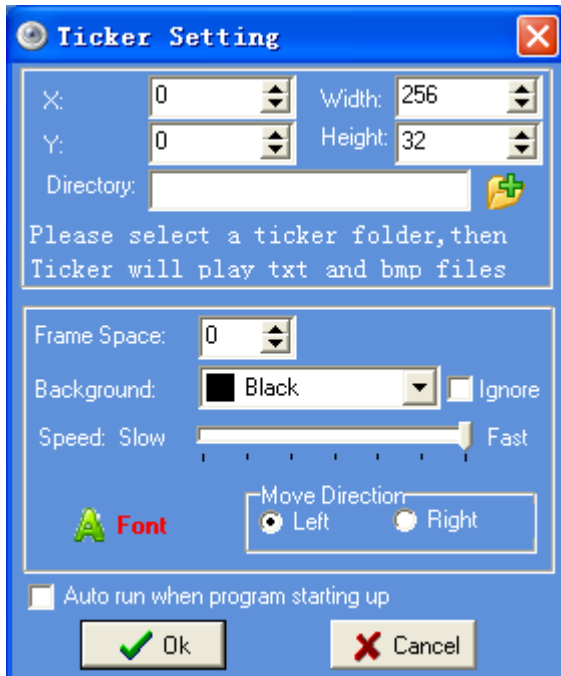 Ticker Setting
X: 0 Width: 256
Y: 0 Height: 32
Directory:
Please select a ticker folder,then
Ticker will play txt and bmp files
Frame Space: 0
Background: Black Ignore
Speed: Slow Fast
Move Direction
A Font Left Right
Auto run when program starting up
Ok Cancel